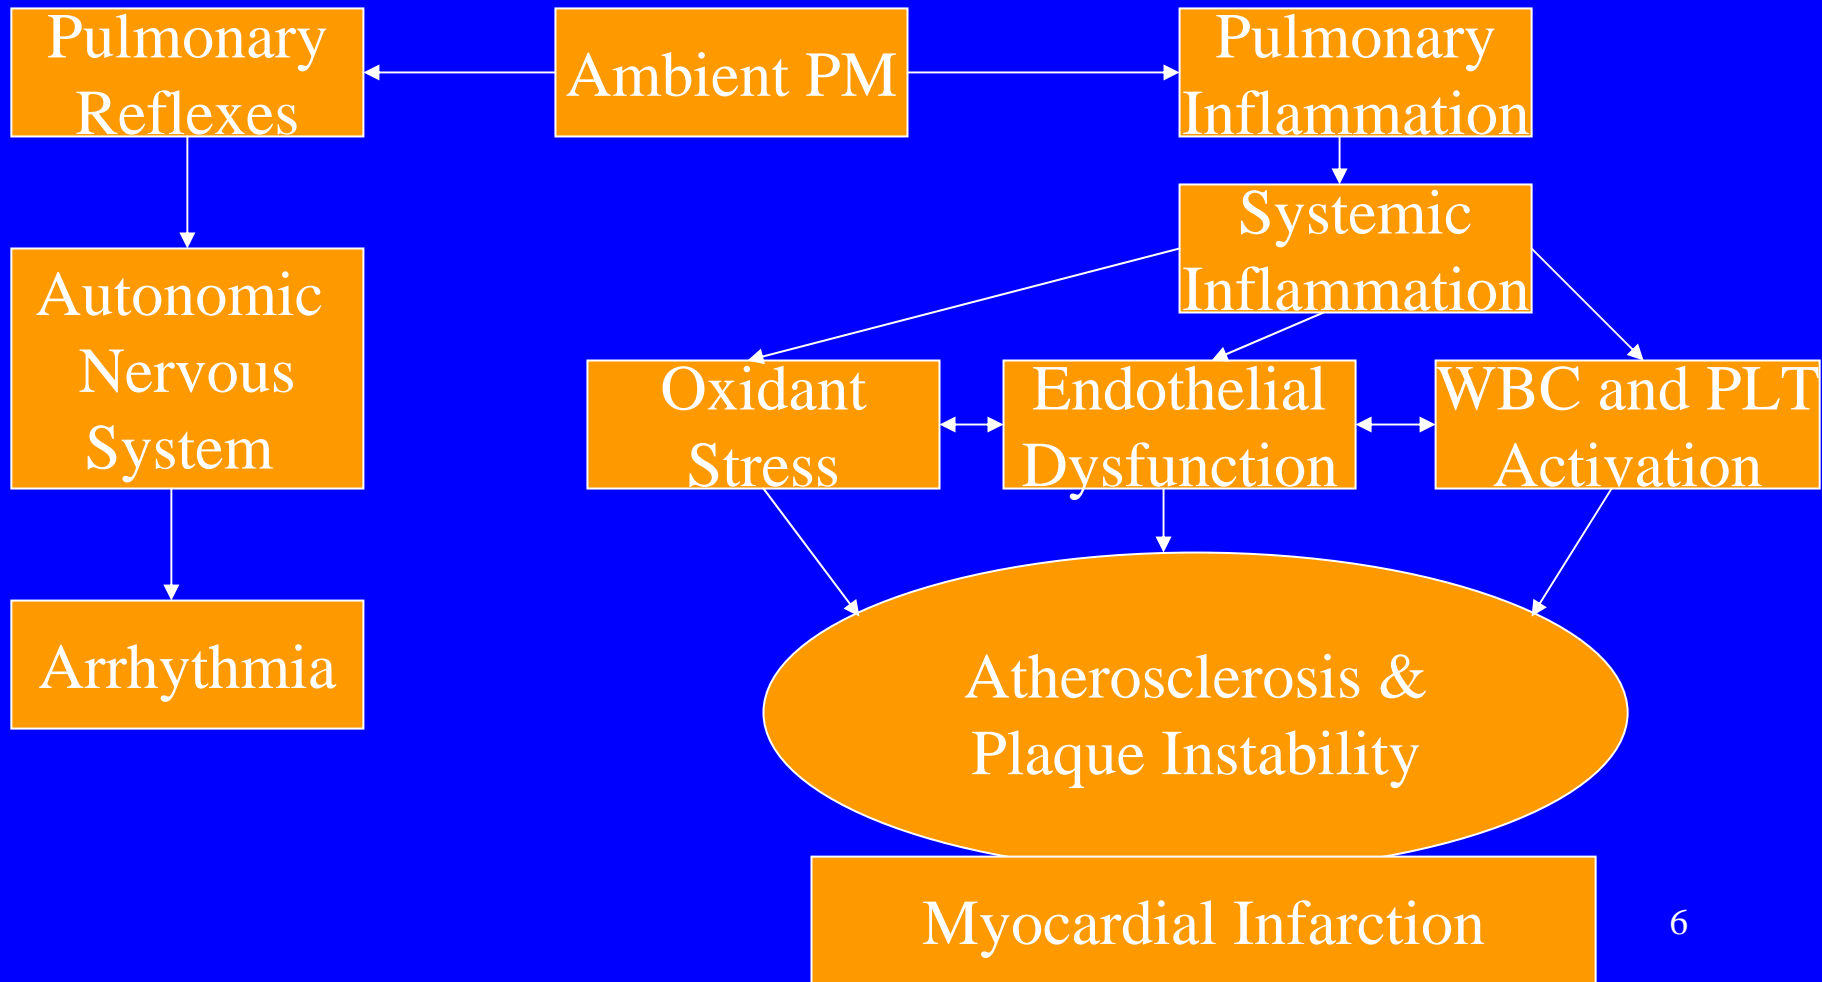 Pulmonary
Reflexes
Ambient PM
Pulmonary
Inflammation
Systemic
Inflammation
Autonomic
Nervous
System
Oxidant
Stress
Endothelial
Dysfunction
WBC and PLT
Activation
Arrhythmia
Atherosclerosis &
Plaque Instability
Myocardial Infarction
6